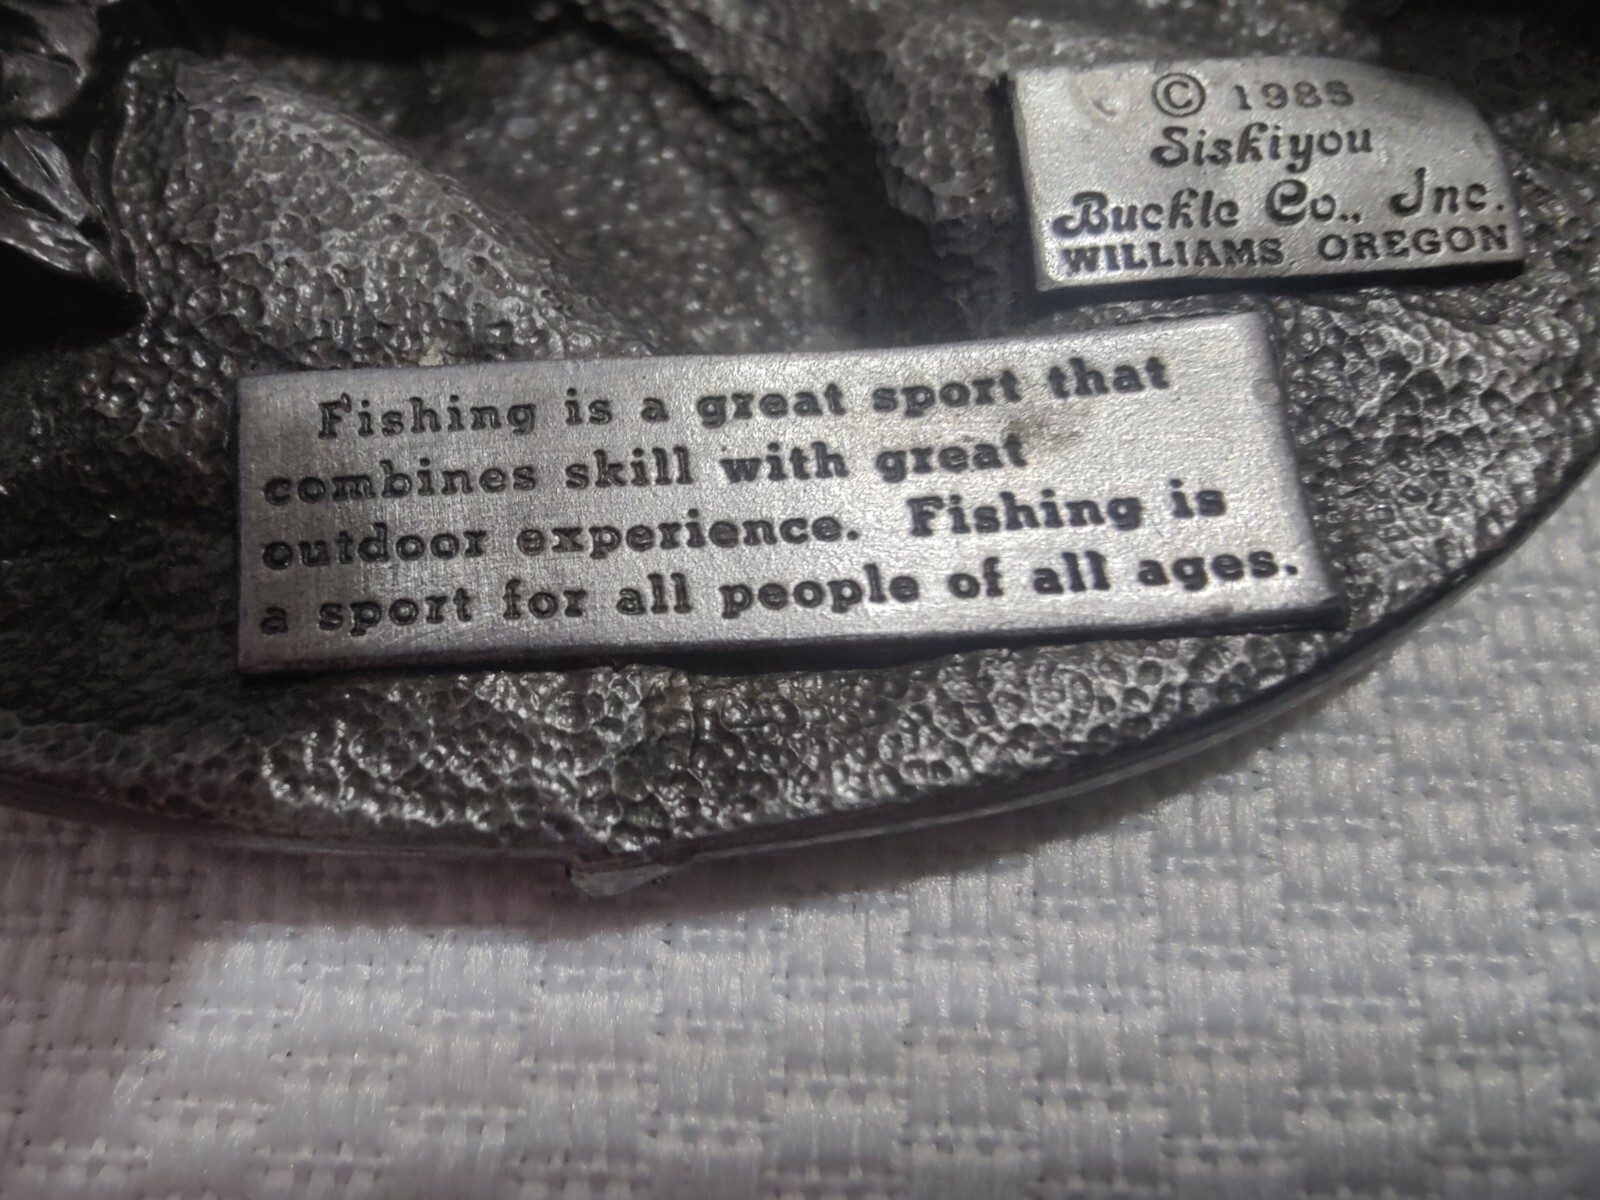 © 1985
Siskiyou
Buckle Co., Inc.
WILLIAMS, OREGON
Fishing is a great sport that
combines skill with great
outdoor experience. Fishing is
a sport for all people of all ages.